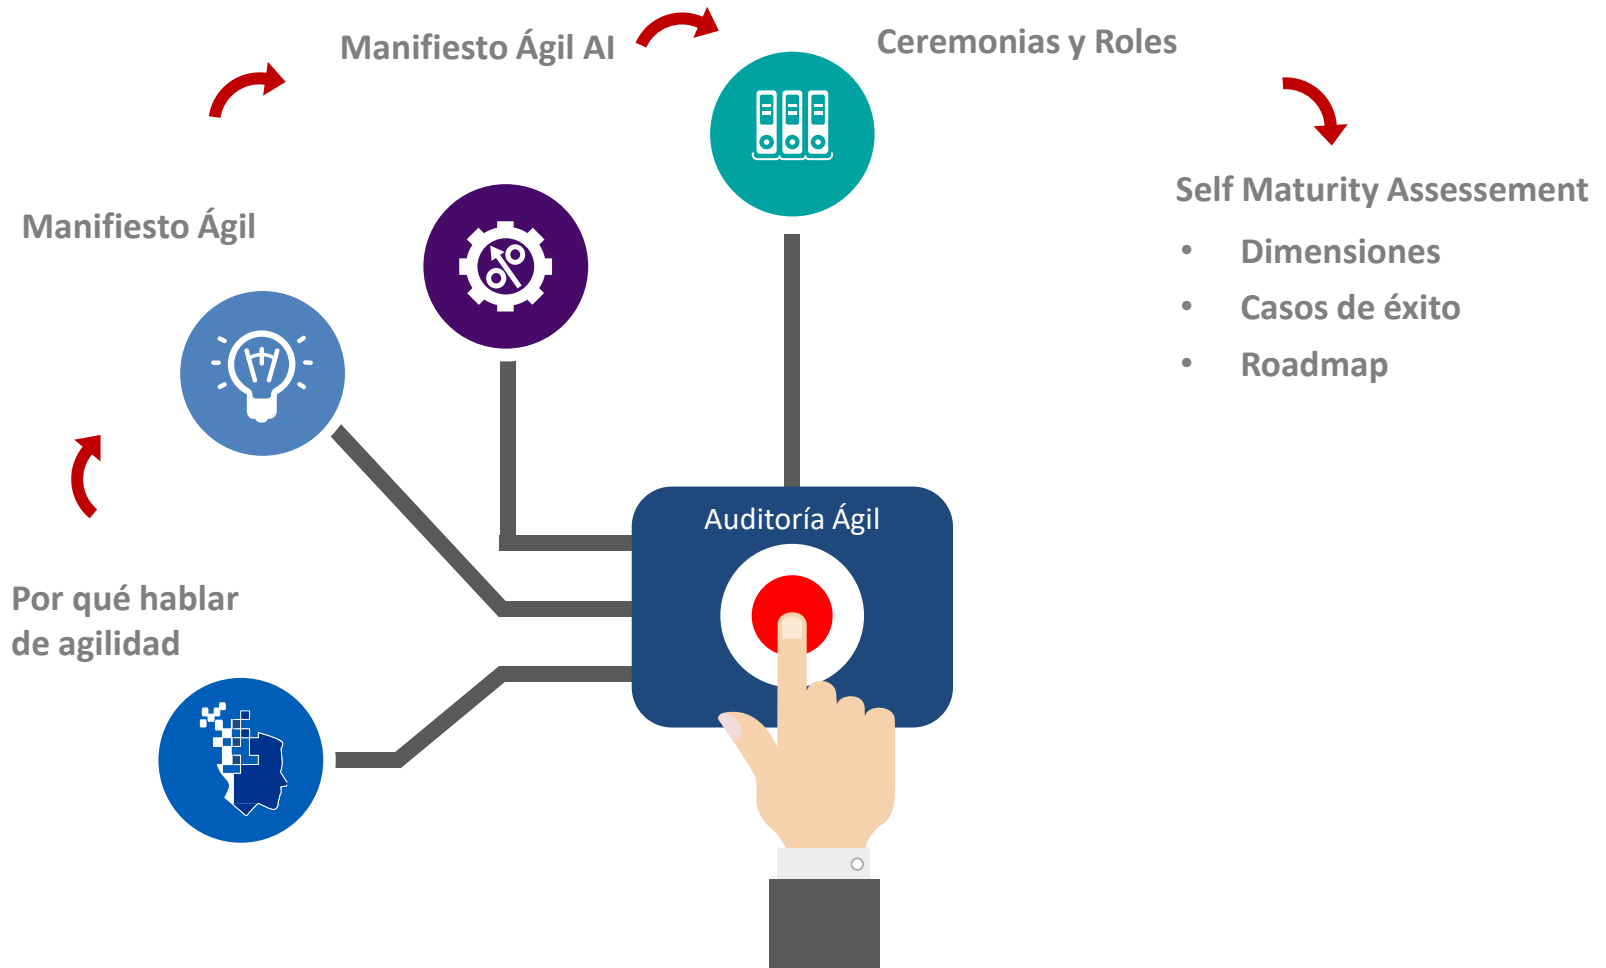 Manifiesto Ágil AI
Ceremonias y Roles
Manifiesto Ágil
Self Maturity Assessement
• Dimensiones
• Casos de éxito
• Roadmap
Auditoría Ágil
Por qué hablar
de agilidad